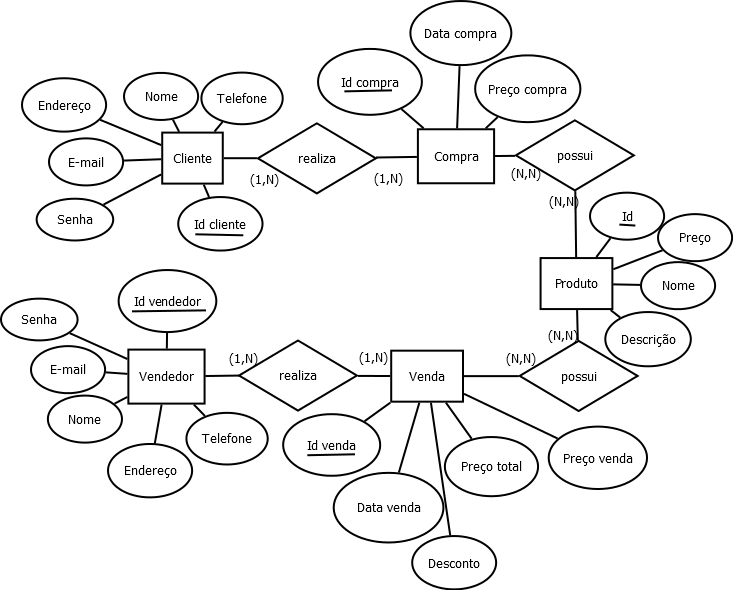 Data compra
Id compra
Preço compra
Nome
Telefone
Endereço
E-mail
Senha
Id cliente
Cliente
realiza
(1,N)
(1,N)
Compra
possui
(N,N)
(N,N)
Id
Preço
Nome
Descrição
Produto
(N,N)
Id vendedor
Senha
E-mail
Nome
Endereço
Telefone
Vendedor
(1,N)
realiza
(1,N)
Venda
(N,N)
possui
Id venda
Data venda
Desconto
Preço total
Preço venda